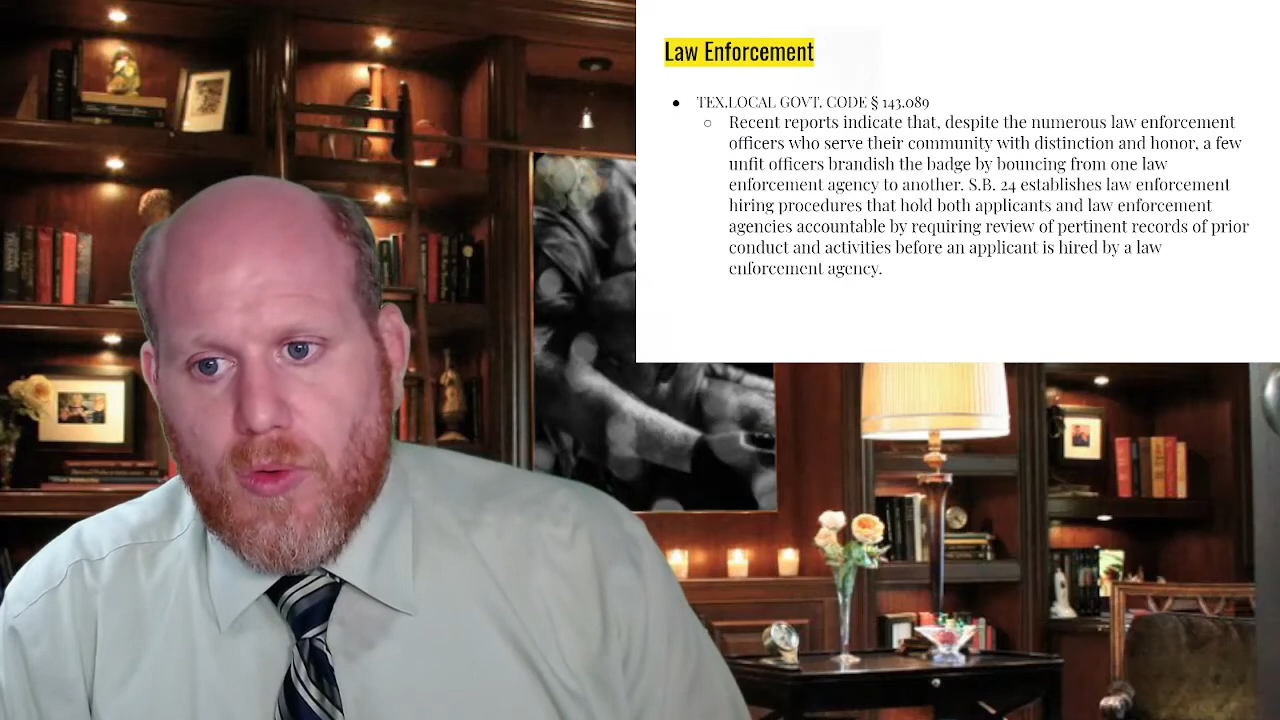 Law Enforcement
● TEX.LOCAL GOVT. CODE § 143.089
○ Recent reports indicate that, despite the numerous law enforcement
officers who serve their community with distinction and honor, a few
unfit officers brandish the badge by bouncing from one law
enforcement agency to another. S.B. 24 establishes law enforcement
hiring procedures that hold both applicants and law enforcement
agencies accountable by requiring review of pertinent records of prior
conduct and activities before an applicant is hired by a law
enforcement agency.